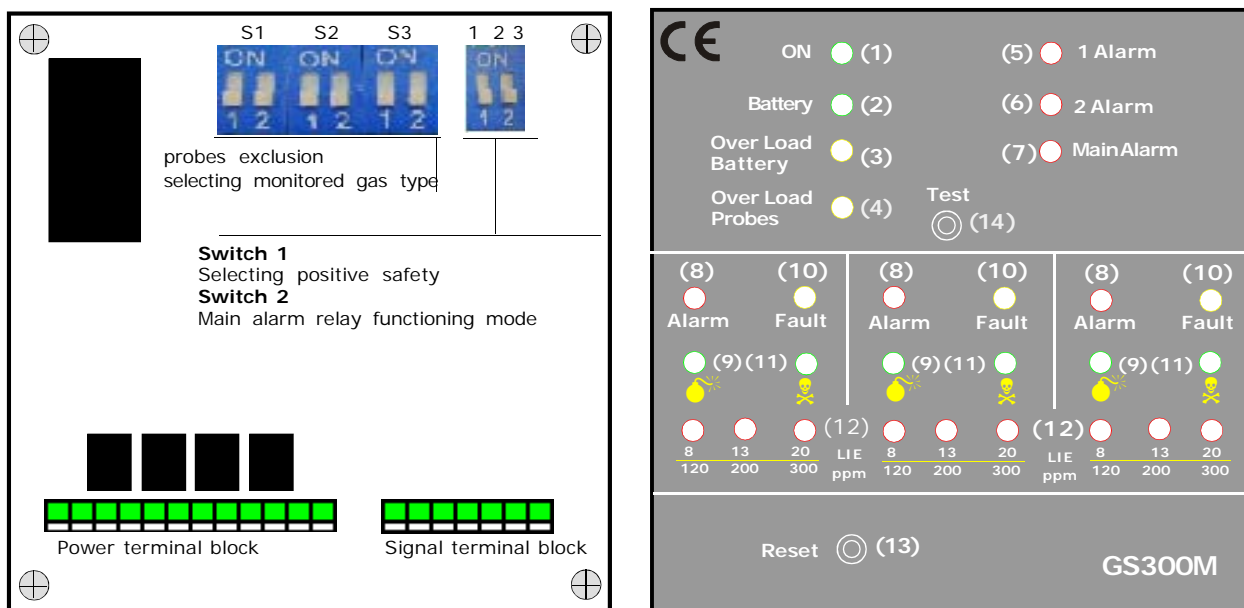 S1 S2 S3 1 2 3
ON ON ON ON
1 2 1 2 1 2 1 2
probes exclusion
selecting monitored gas type
Switch 1
Selecting positive safety
Switch 2
Main alarm relay functioning mode
Power terminal block
Signal terminal block
CE
ON (1)
(5) 1 Alarm
Battery (2)
(6) 2 Alarm
Over Load
Battery (3)
(7) Main Alarm
Over Load
Probes (4)
Test
(14)
(8) (10) (8) (10) (8) (10)
Alarm Fault Alarm Fault Alarm Fault
(9) (11) (9) (11) (9) (11)
(12) (12)
8 13 20 LIE 8 13 20 LIE 8 13 20
120 200 300 ppm 120 200 300 ppm 120 200 300
Reset (13)
GS300M